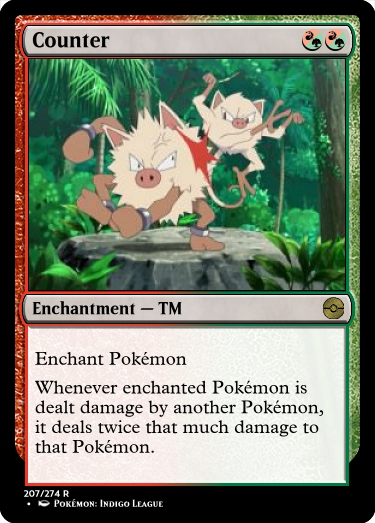 Counter
Enchantment — TM
Enchant Pokémon
Whenever enchanted Pokémon is
dealt damage by another Pokémon,
it deals twice that much damage to
that Pokémon.
207/274 R
• Pokémon: Indigo League